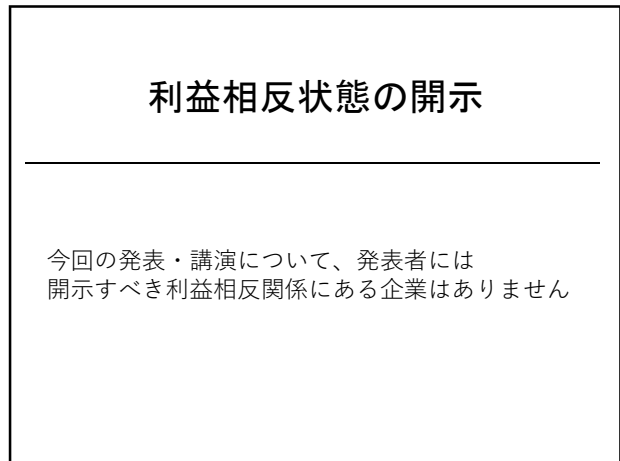 利益相反状態の開示
今回の発表・講演について、発表者には
開示すべき利益相反関係にある企業はありません